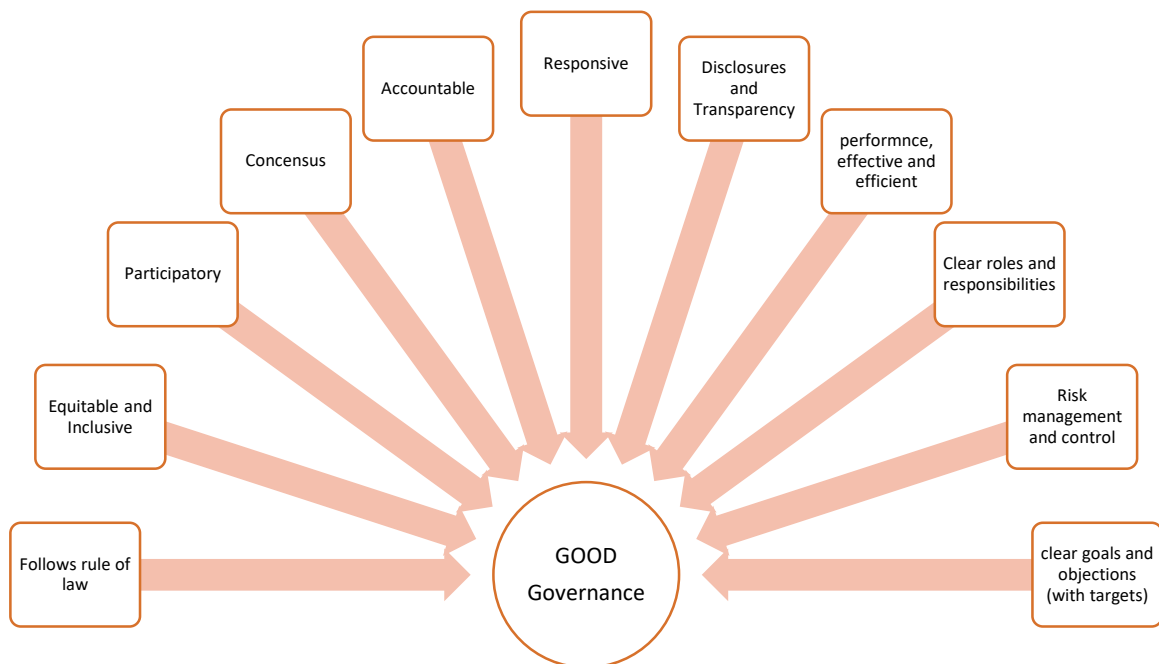 Responsive
Disclosures
and
Transparency
Accountable
performnce,
effective and
efficient
Concensus
Clear roles and
responsibilities
Participatory
Risk
management
and control
Equitable and
Inclusive
GOOD
Governance
Follows rule of
law
clear goals and
objections
(with targets)